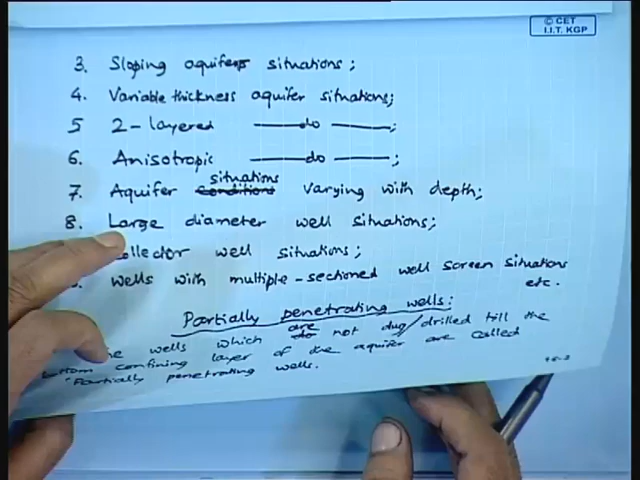 © CET
I.I.T. KGP
3. Sloping aquifers situations;
4. Variable thickness aquifer situations;
5 2-layered ——do——;
6. Anisotropic ——do——;
situations
7. Aquifer conditions varying with depth;
8. Large diameter well situations;
collector well situations;
wells with multiple-sectioned well screen situations
etc.
Partially penetrating wells:
are
wells which do not dug/drilled till the
confining layer of the aquifer are called
"Partially penetrating wells.